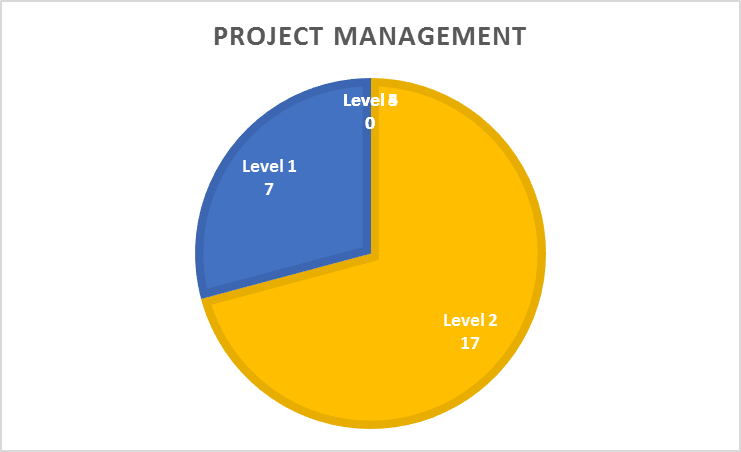 PROJECT MANAGEMENT
Level
0
Level 1
7
Level 2
17